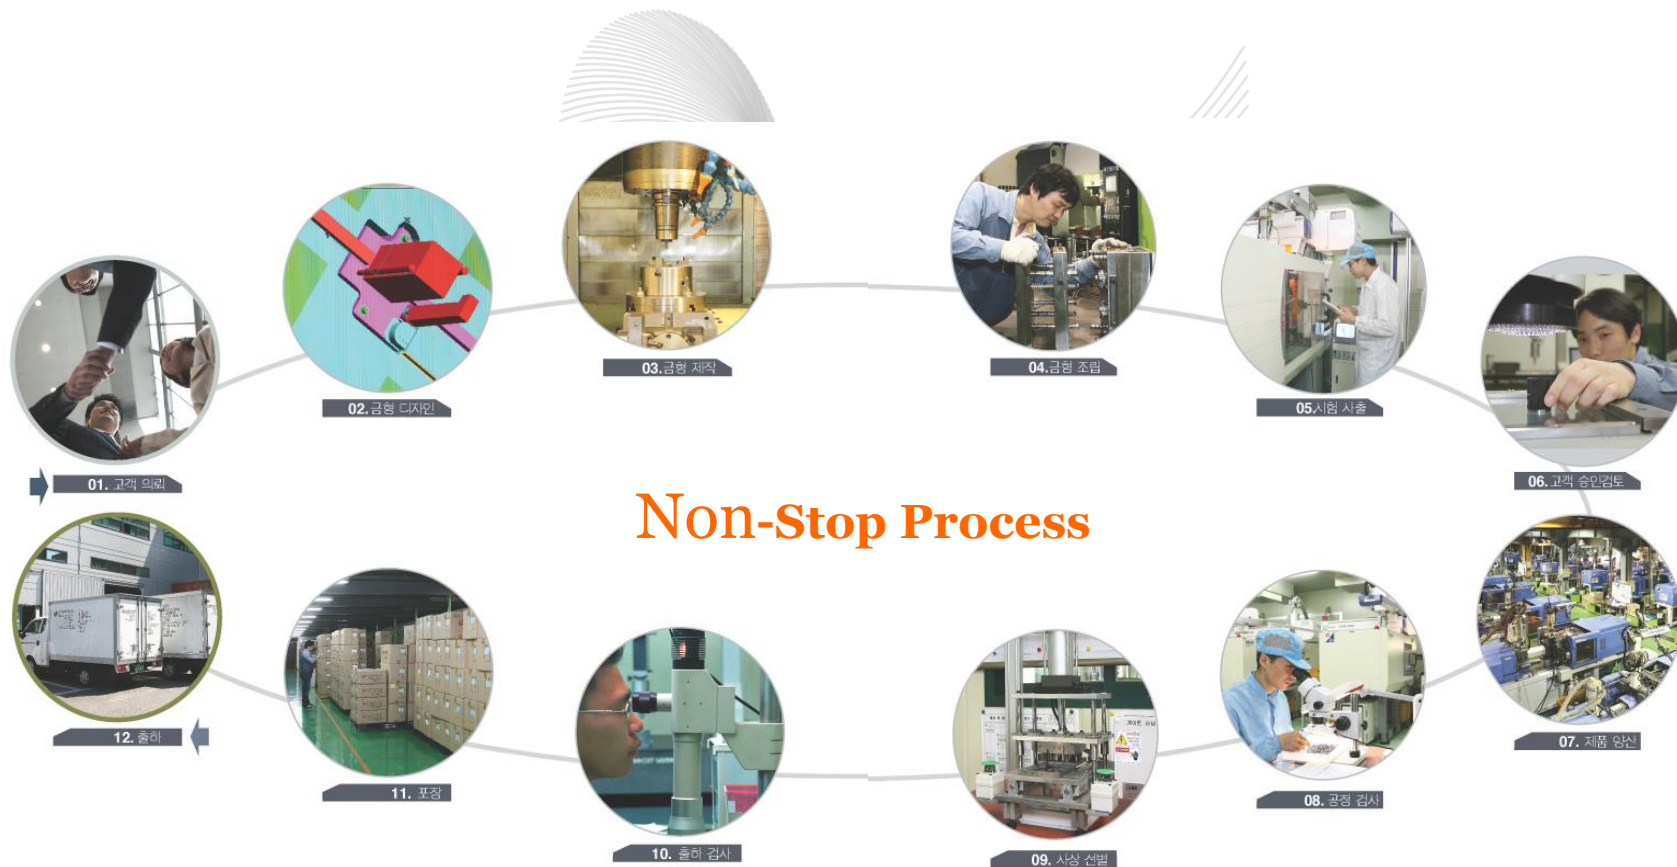 01. 고객 의뢰
02.금형 디자인
03.금형 제작
04.금형 조립
05.시험 사출
06.고객 승인검토
Non-Stop Process
07. 제품 양산
08. 공정 검사
09. 사상 선별
10. 출하 검사
11. 포장
12. 출하